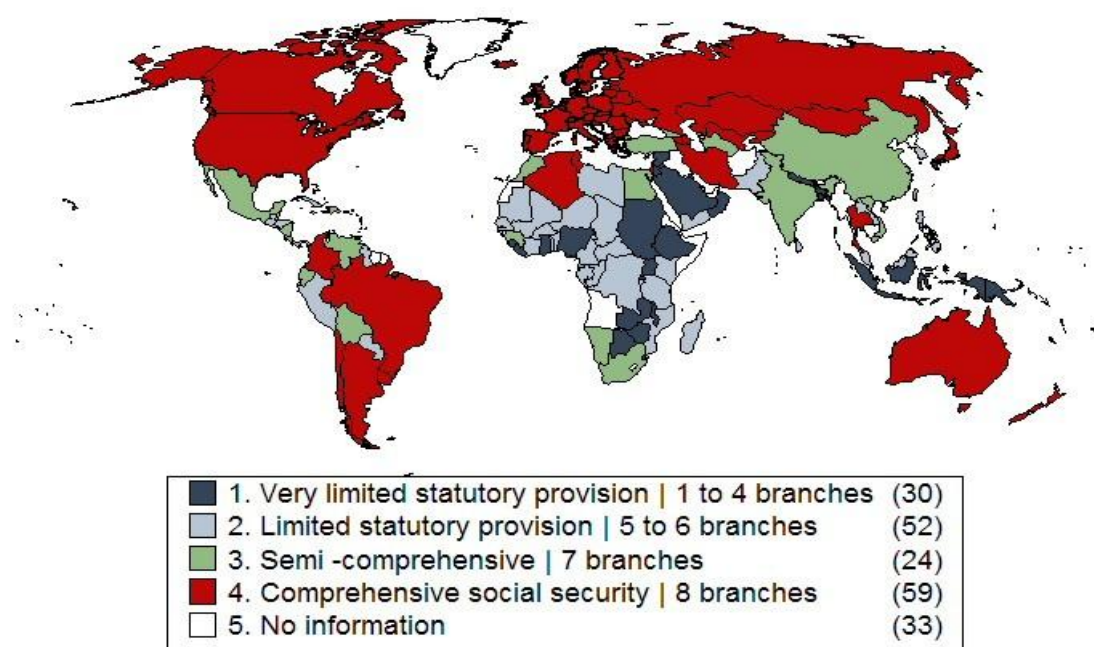 1. Very limited statutory provision | 1 to 4 branches (30)
2. Limited statutory provision | 5 to 6 branches (52)
3. Semi -comprehensive | 7 branches (24)
4. Comprehensive social security | 8 branches (59)
5. No information (33)